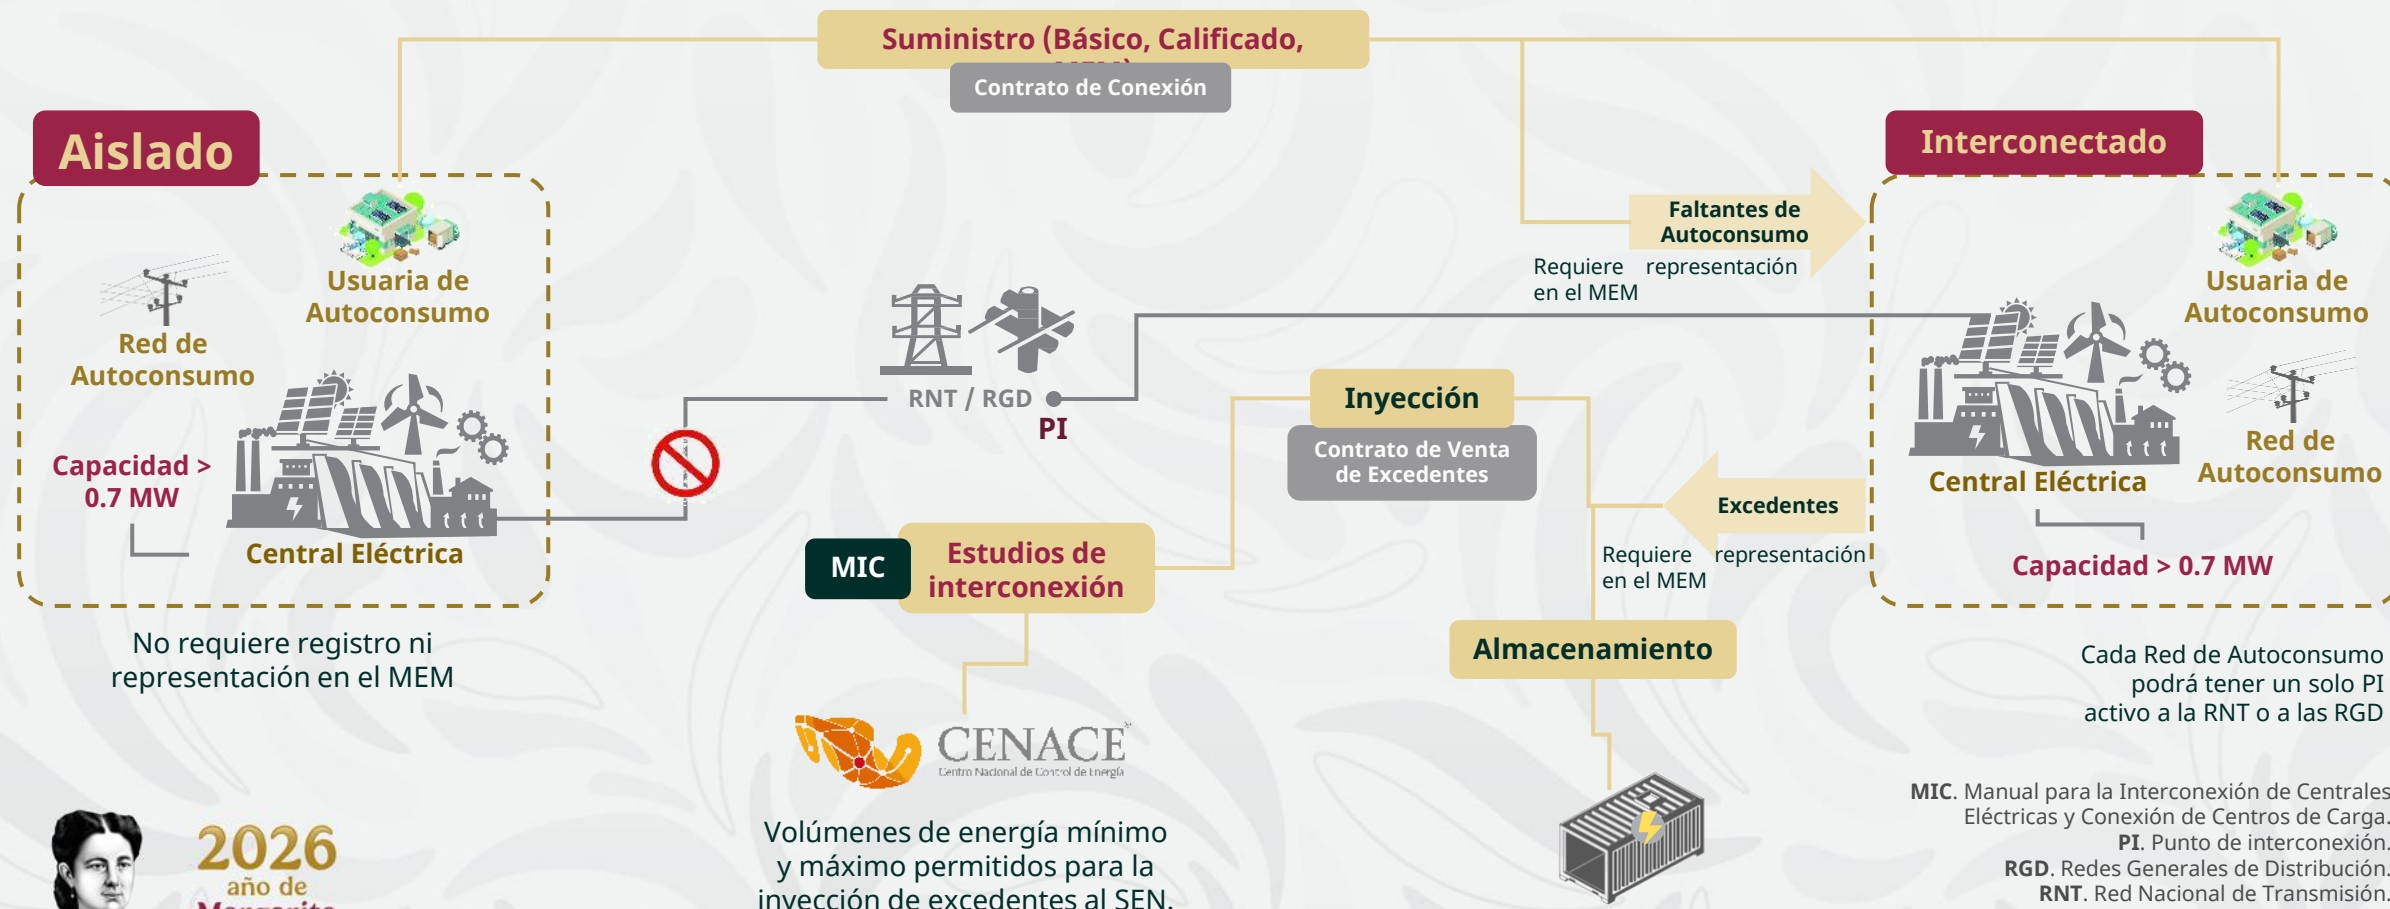 Suministro (Básico, Calificado,
Contrato de Conexión
Aislado
Usuaria de
Autoconsumo
Red de
Autoconsumo
Capacidad >
0.7 MW
Central Eléctrica
No requiere registro ni
representación en el MEM
RNT / RGD
PI
MIC
Estudios de
interconexión
CENACE
Centro Nacional de Control de Energía
Volúmenes de energía mínimo
y máximo permitidos para la
inyección de excedentes al SEN.
Inyección
Contrato de Venta
de Excedentes
Almacenamiento
Faltantes de
Autoconsumo
Requiere representación
en el MEM
Excedentes
Requiere representación
en el MEM
Interconectado
Usuaria de
Autoconsumo
Red de
Autoconsumo
Central Eléctrica
Capacidad > 0.7 MW
Cada Red de Autoconsumo
podrá tener un solo PI
activo a la RNT o a las RGD
MIC. Manual para la Interconexión de Centrales
Eléctricas y Conexión de Centros de Carga.
PI. Punto de interconexión.
RGD. Redes Generales de Distribución.
RNT. Red Nacional de Transmisión.
2026
año de
Margarita